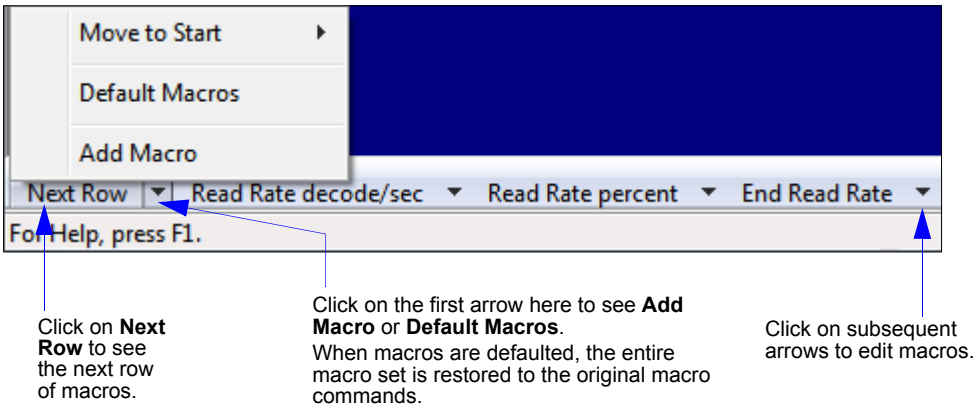 Move to Start
Default Macros
Add Macro
Next Row Read Rate decode/sec Read Rate percent End Read Rate
For Help, press F1.
Click on Next
Row to see
the next row
of macros.
Click on the first arrow here to see Add
Macro or Default Macros.
When macros are defaulted, the entire
macro set is restored to the original macro
commands.
Click on subsequent
arrows to edit macros.